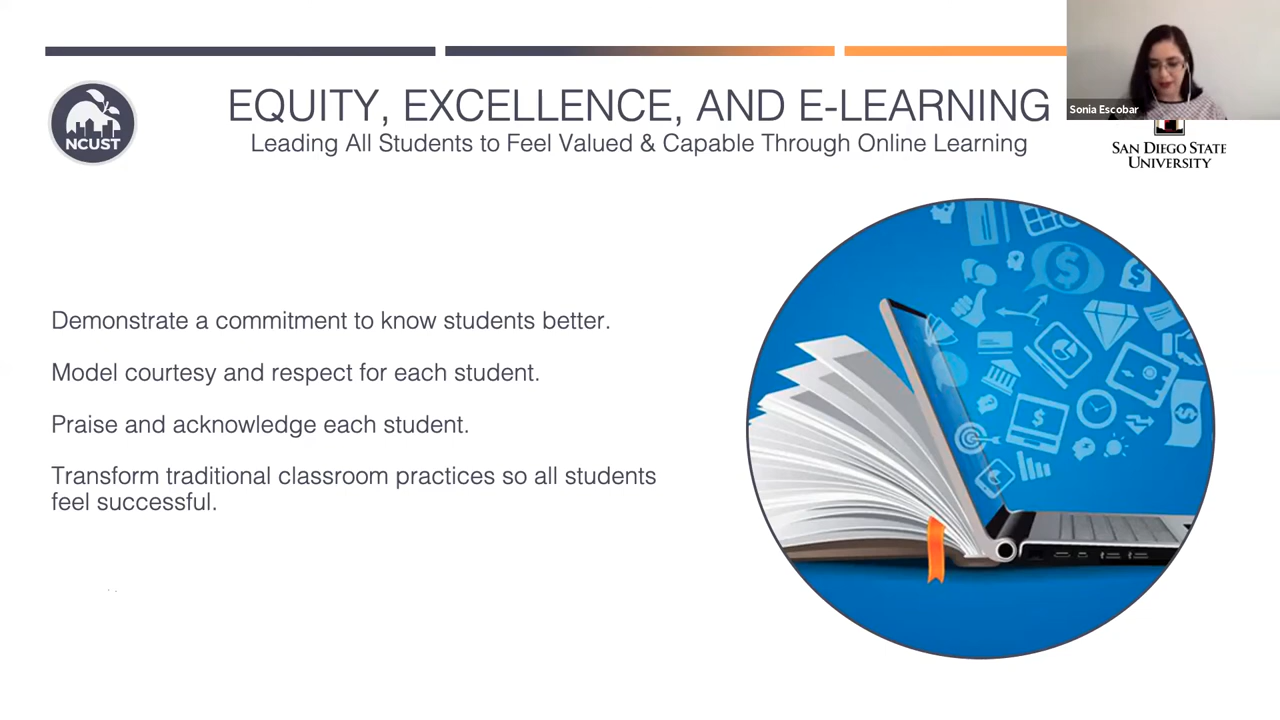 EQUITY, EXCELLENCE, AND E-LEARNING
Leading All Students to Feel Valued & Capable Through Online Learning
NCUST
Sonia Escobar
SAN DIEGO STATE
UNIVERSITY
Demonstrate a commitment to know students better.
Model courtesy and respect for each student.
Praise and acknowledge each student.
Transform traditional classroom practices so all students
feel successful.